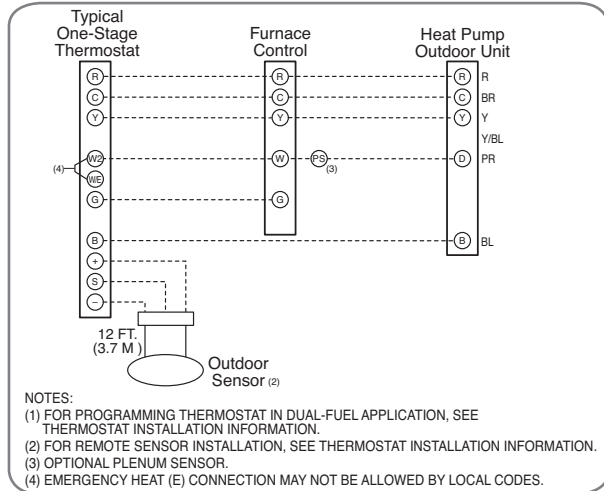 Typical
One-Stage
Thermostat
Furnace
Control
Heat Pump
Outdoor Unit
R R R R
C C C BR
Y Y Y Y
Y/BL
(4) W2 W PS (3) D PR
W/E
G G
B B BL
+
S
–
12 FT.
(3.7 M )
Outdoor
Sensor (2)
NOTES:
(1) FOR PROGRAMMING THERMOSTAT IN DUAL-FUEL APPLICATION, SEE
THERMOSTAT INSTALLATION INFORMATION.
(2) FOR REMOTE SENSOR INSTALLATION, SEE THERMOSTAT INSTALLATION INFORMATION.
(3) OPTIONAL PLENUM SENSOR.
(4) EMERGENCY HEAT (E) CONNECTION MAY NOT BE ALLOWED BY LOCAL CODES.